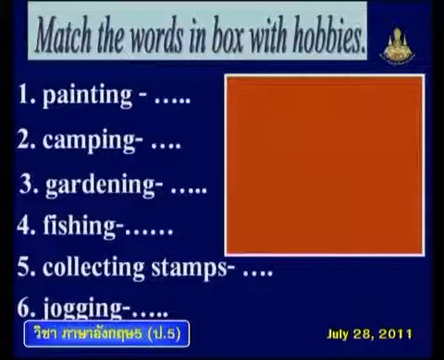 Match the words in box with hobbies.
1. painting - …..
2. camping- ….
3. gardening- …..
4. fishing-……
5. collecting stamps- ….
6. jogging-…..
วิชา ภาษาอังกฤษ5 (ป.5)
July 28, 2011